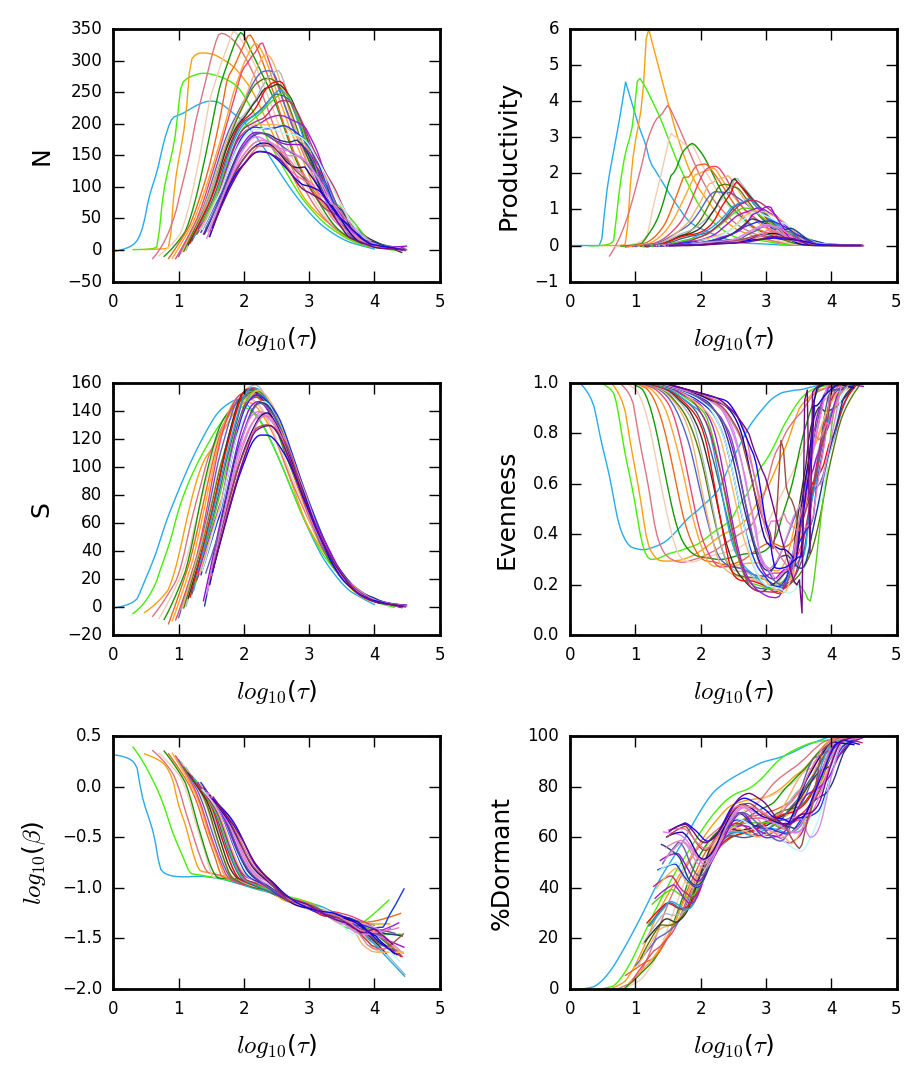 350
300
250
200
150
100
50
0
−50
N
0 1 2 3 4 5
log10(τ)
6
5
4
3
2
1
0
−1
Productivity
0 1 2 3 4 5
log10(τ)
160
140
120
100
80
60
40
20
0
−20
S
0 1 2 3 4 5
log10(τ)
1.0
0.8
0.6
0.4
0.2
0.0
Evenness
0 1 2 3 4 5
log10(τ)
0.5
0.0
−0.5
−1.0
−1.5
−2.0
log10(β)
0 1 2 3 4 5
log10(τ)
100
80
60
40
20
0
%Dormant
0 1 2 3 4 5
log10(τ)